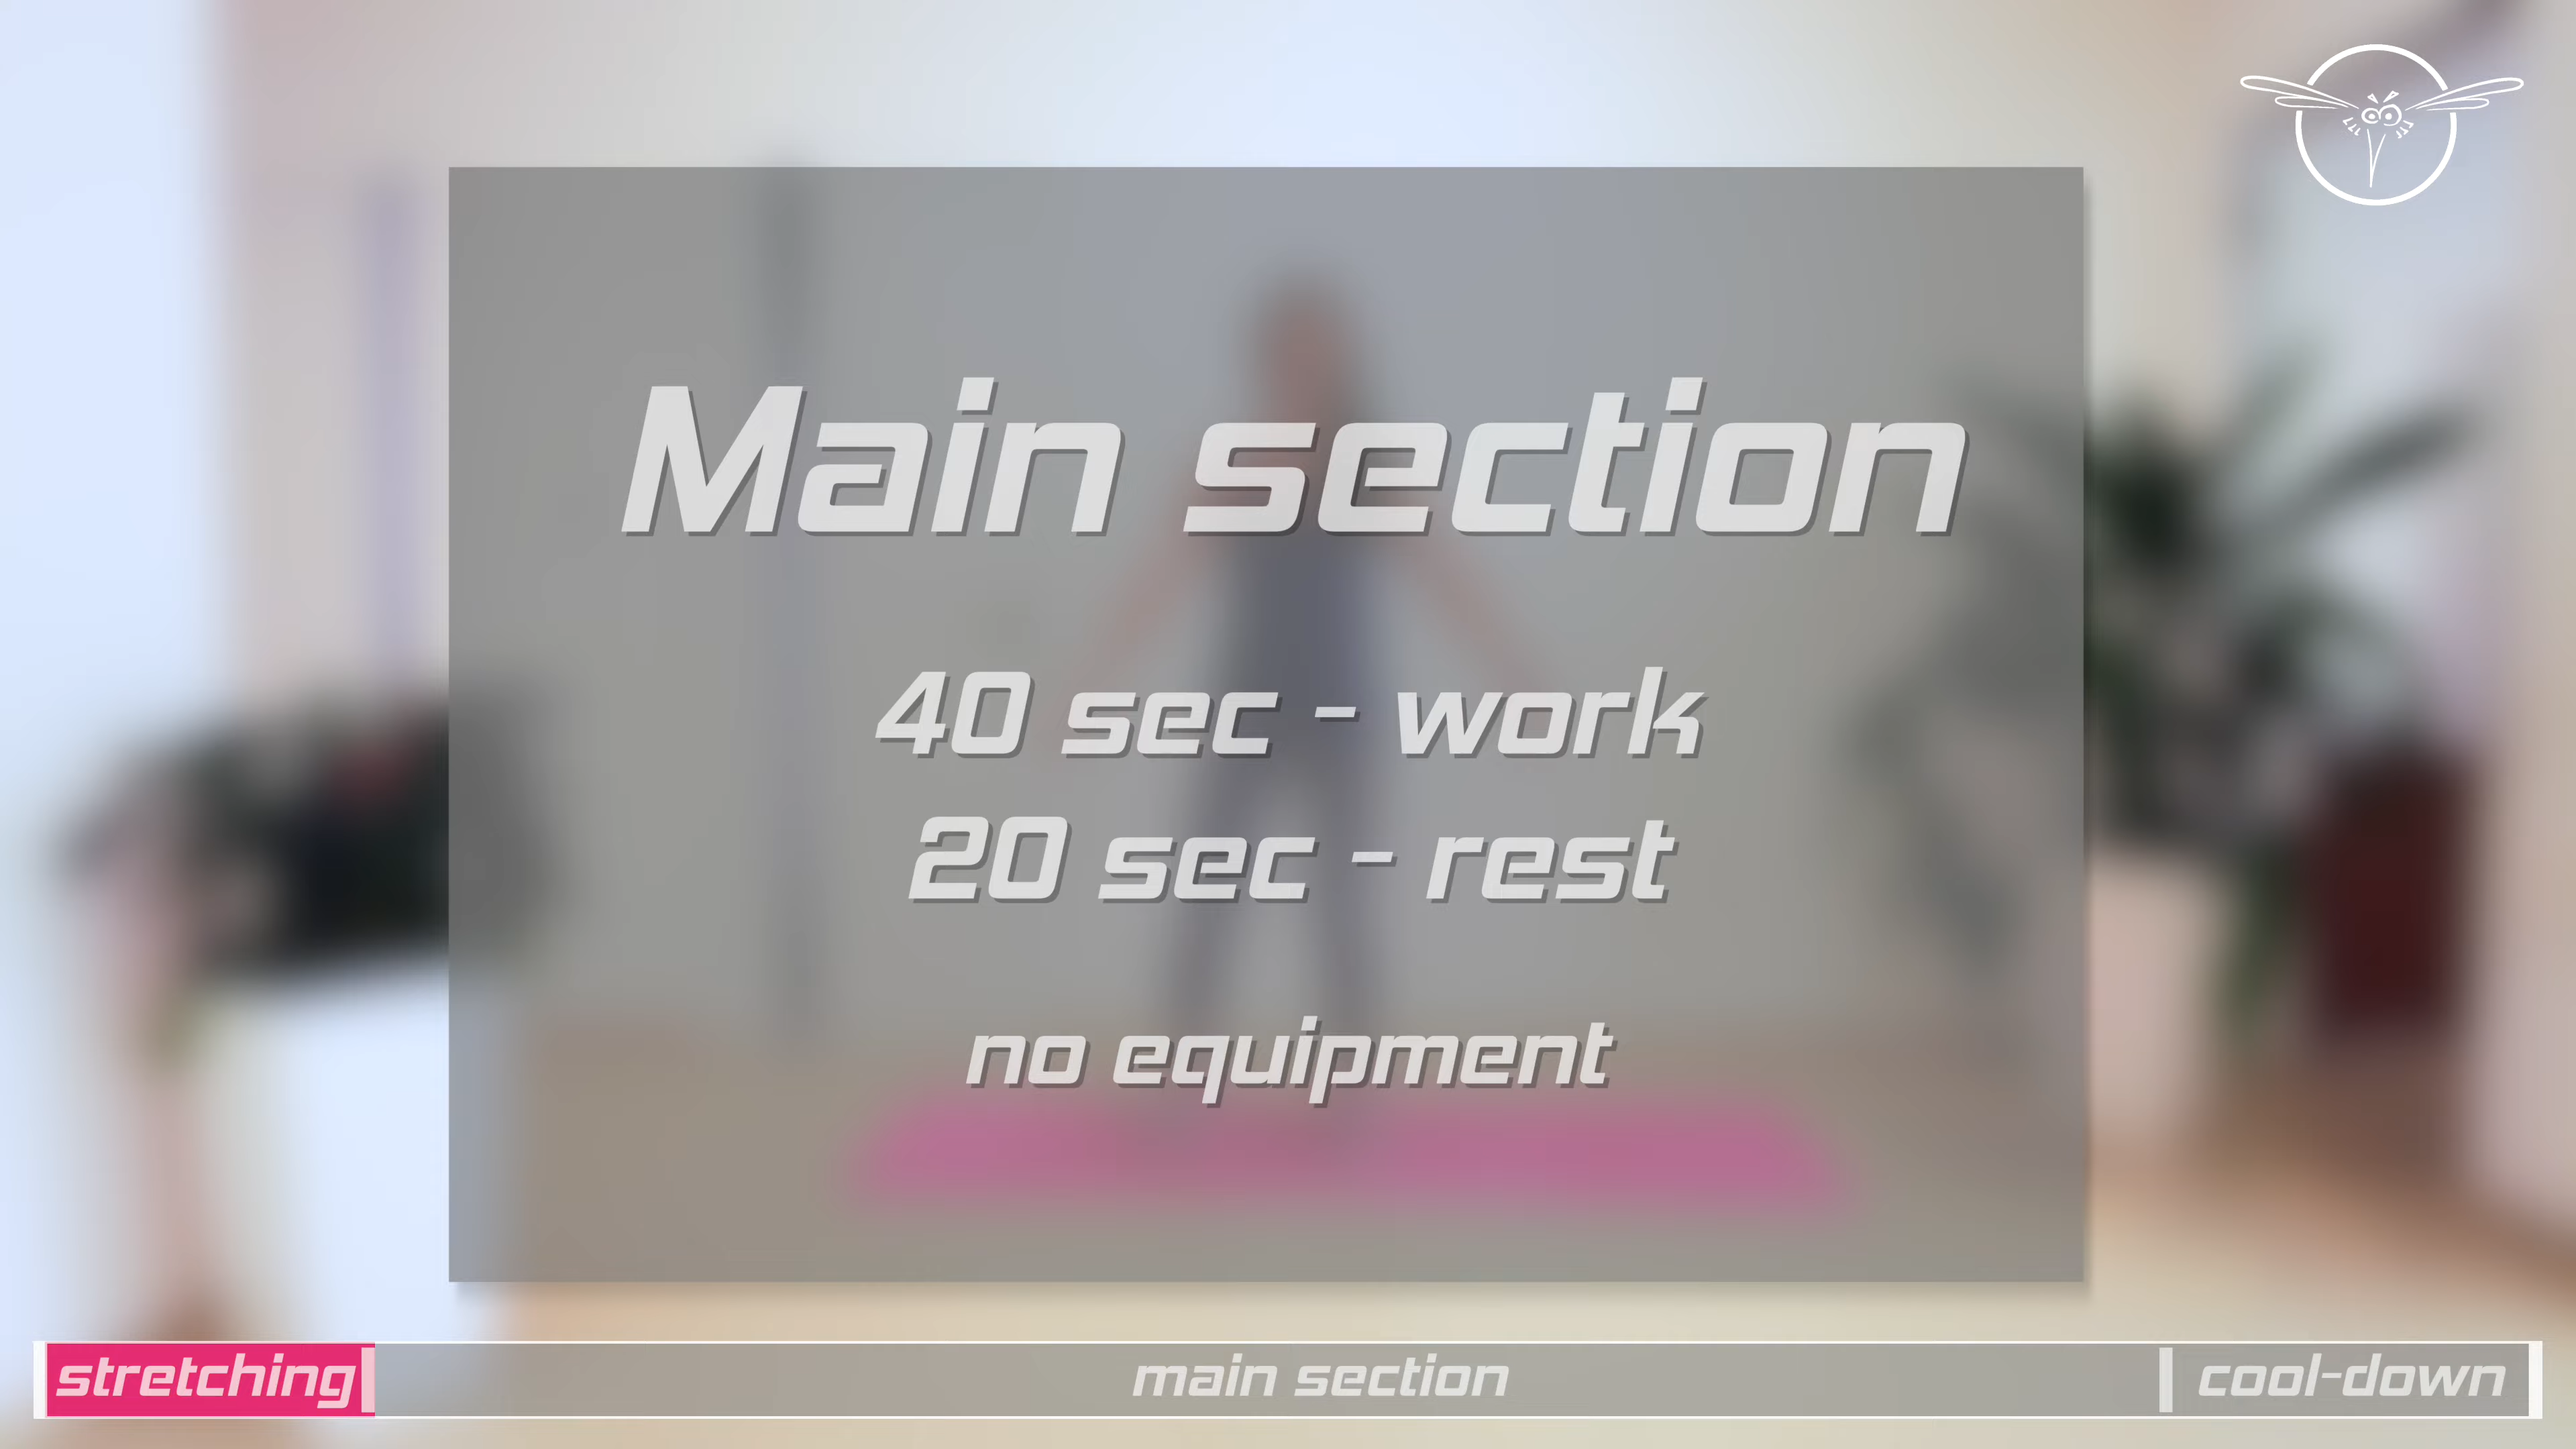 Main section
40 sec - work
20 sec - rest
no equipment
stretching
main section
cool-down